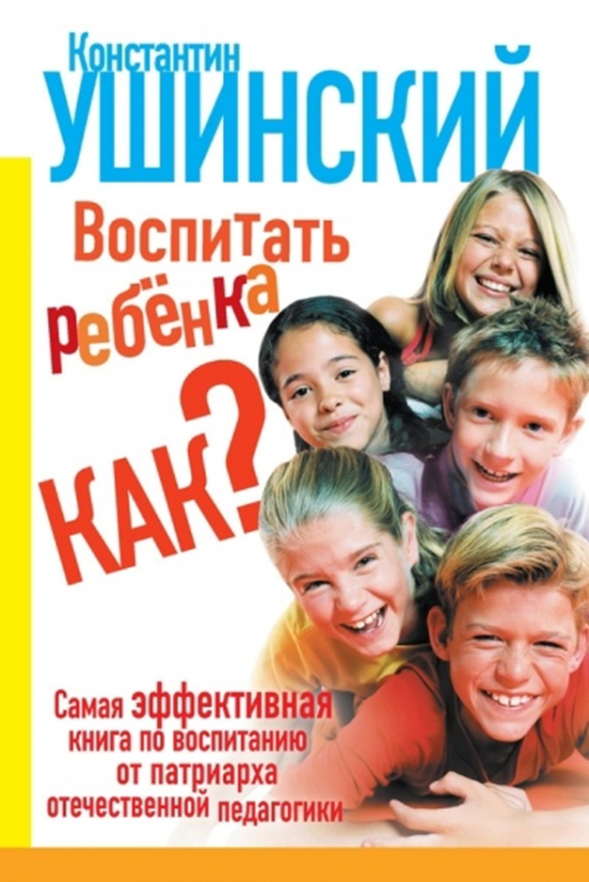 Константин
УШИНСКИЙ
Воспитать
ребёнка
КАК?
Самая эффективная
книга по воспитанию
от патриарха
отечественной педагогики